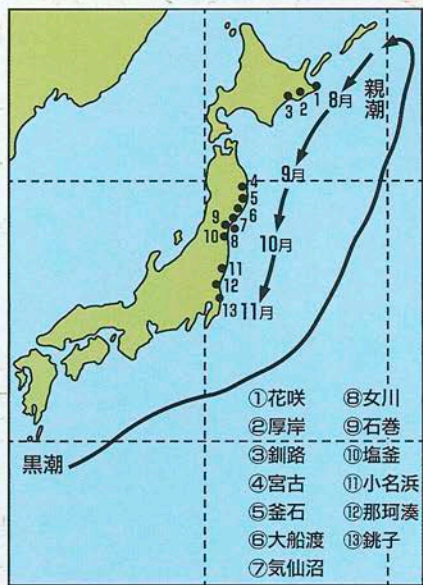 1
2
3
8月
親潮
9月
4
5
6
7
8
9
10
10月
11
12
13
11月
黒潮
①花咲
②厚岸
③釧路
④宮古
⑤釜石
⑥大船渡
⑦気仙沼
⑧女川
⑨石巻
⑩塩釜
⑪小名浜
⑫那珂湊
⑬銚子